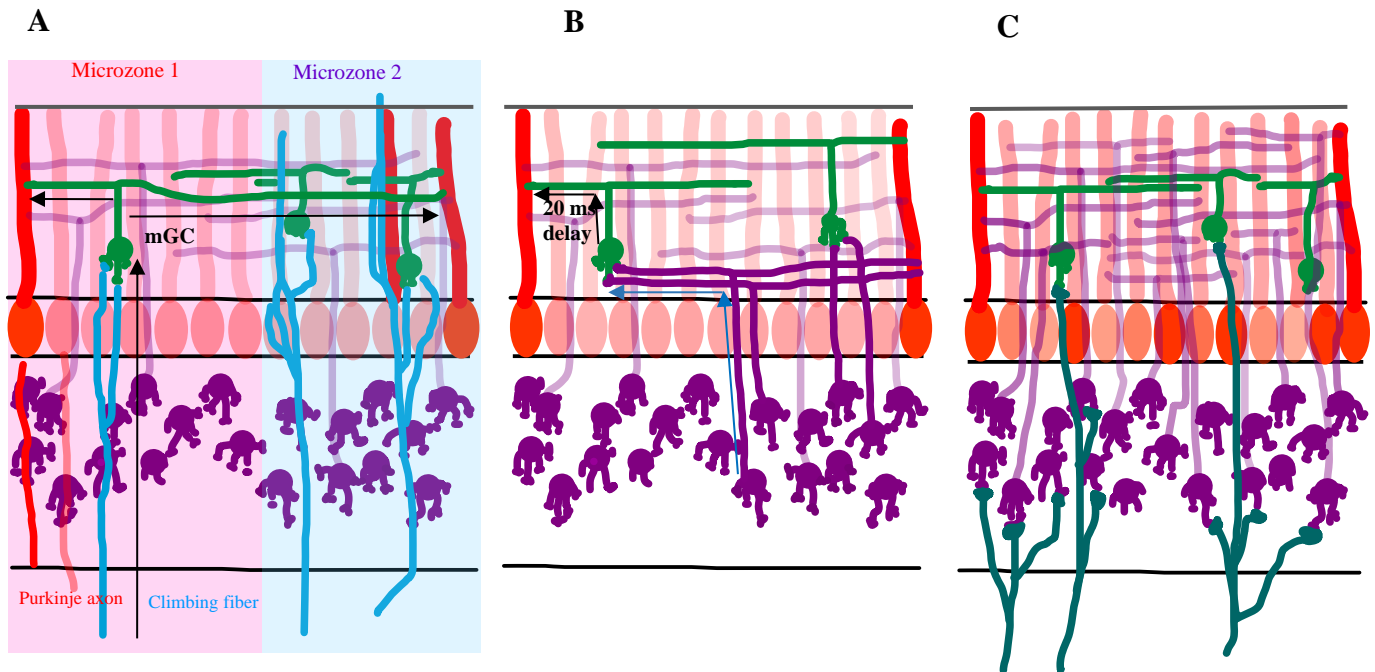 A
B
C
Microzone 1
Microzone 2
mGC
20 ms
delay
Purkinje axon
Climbing fiber